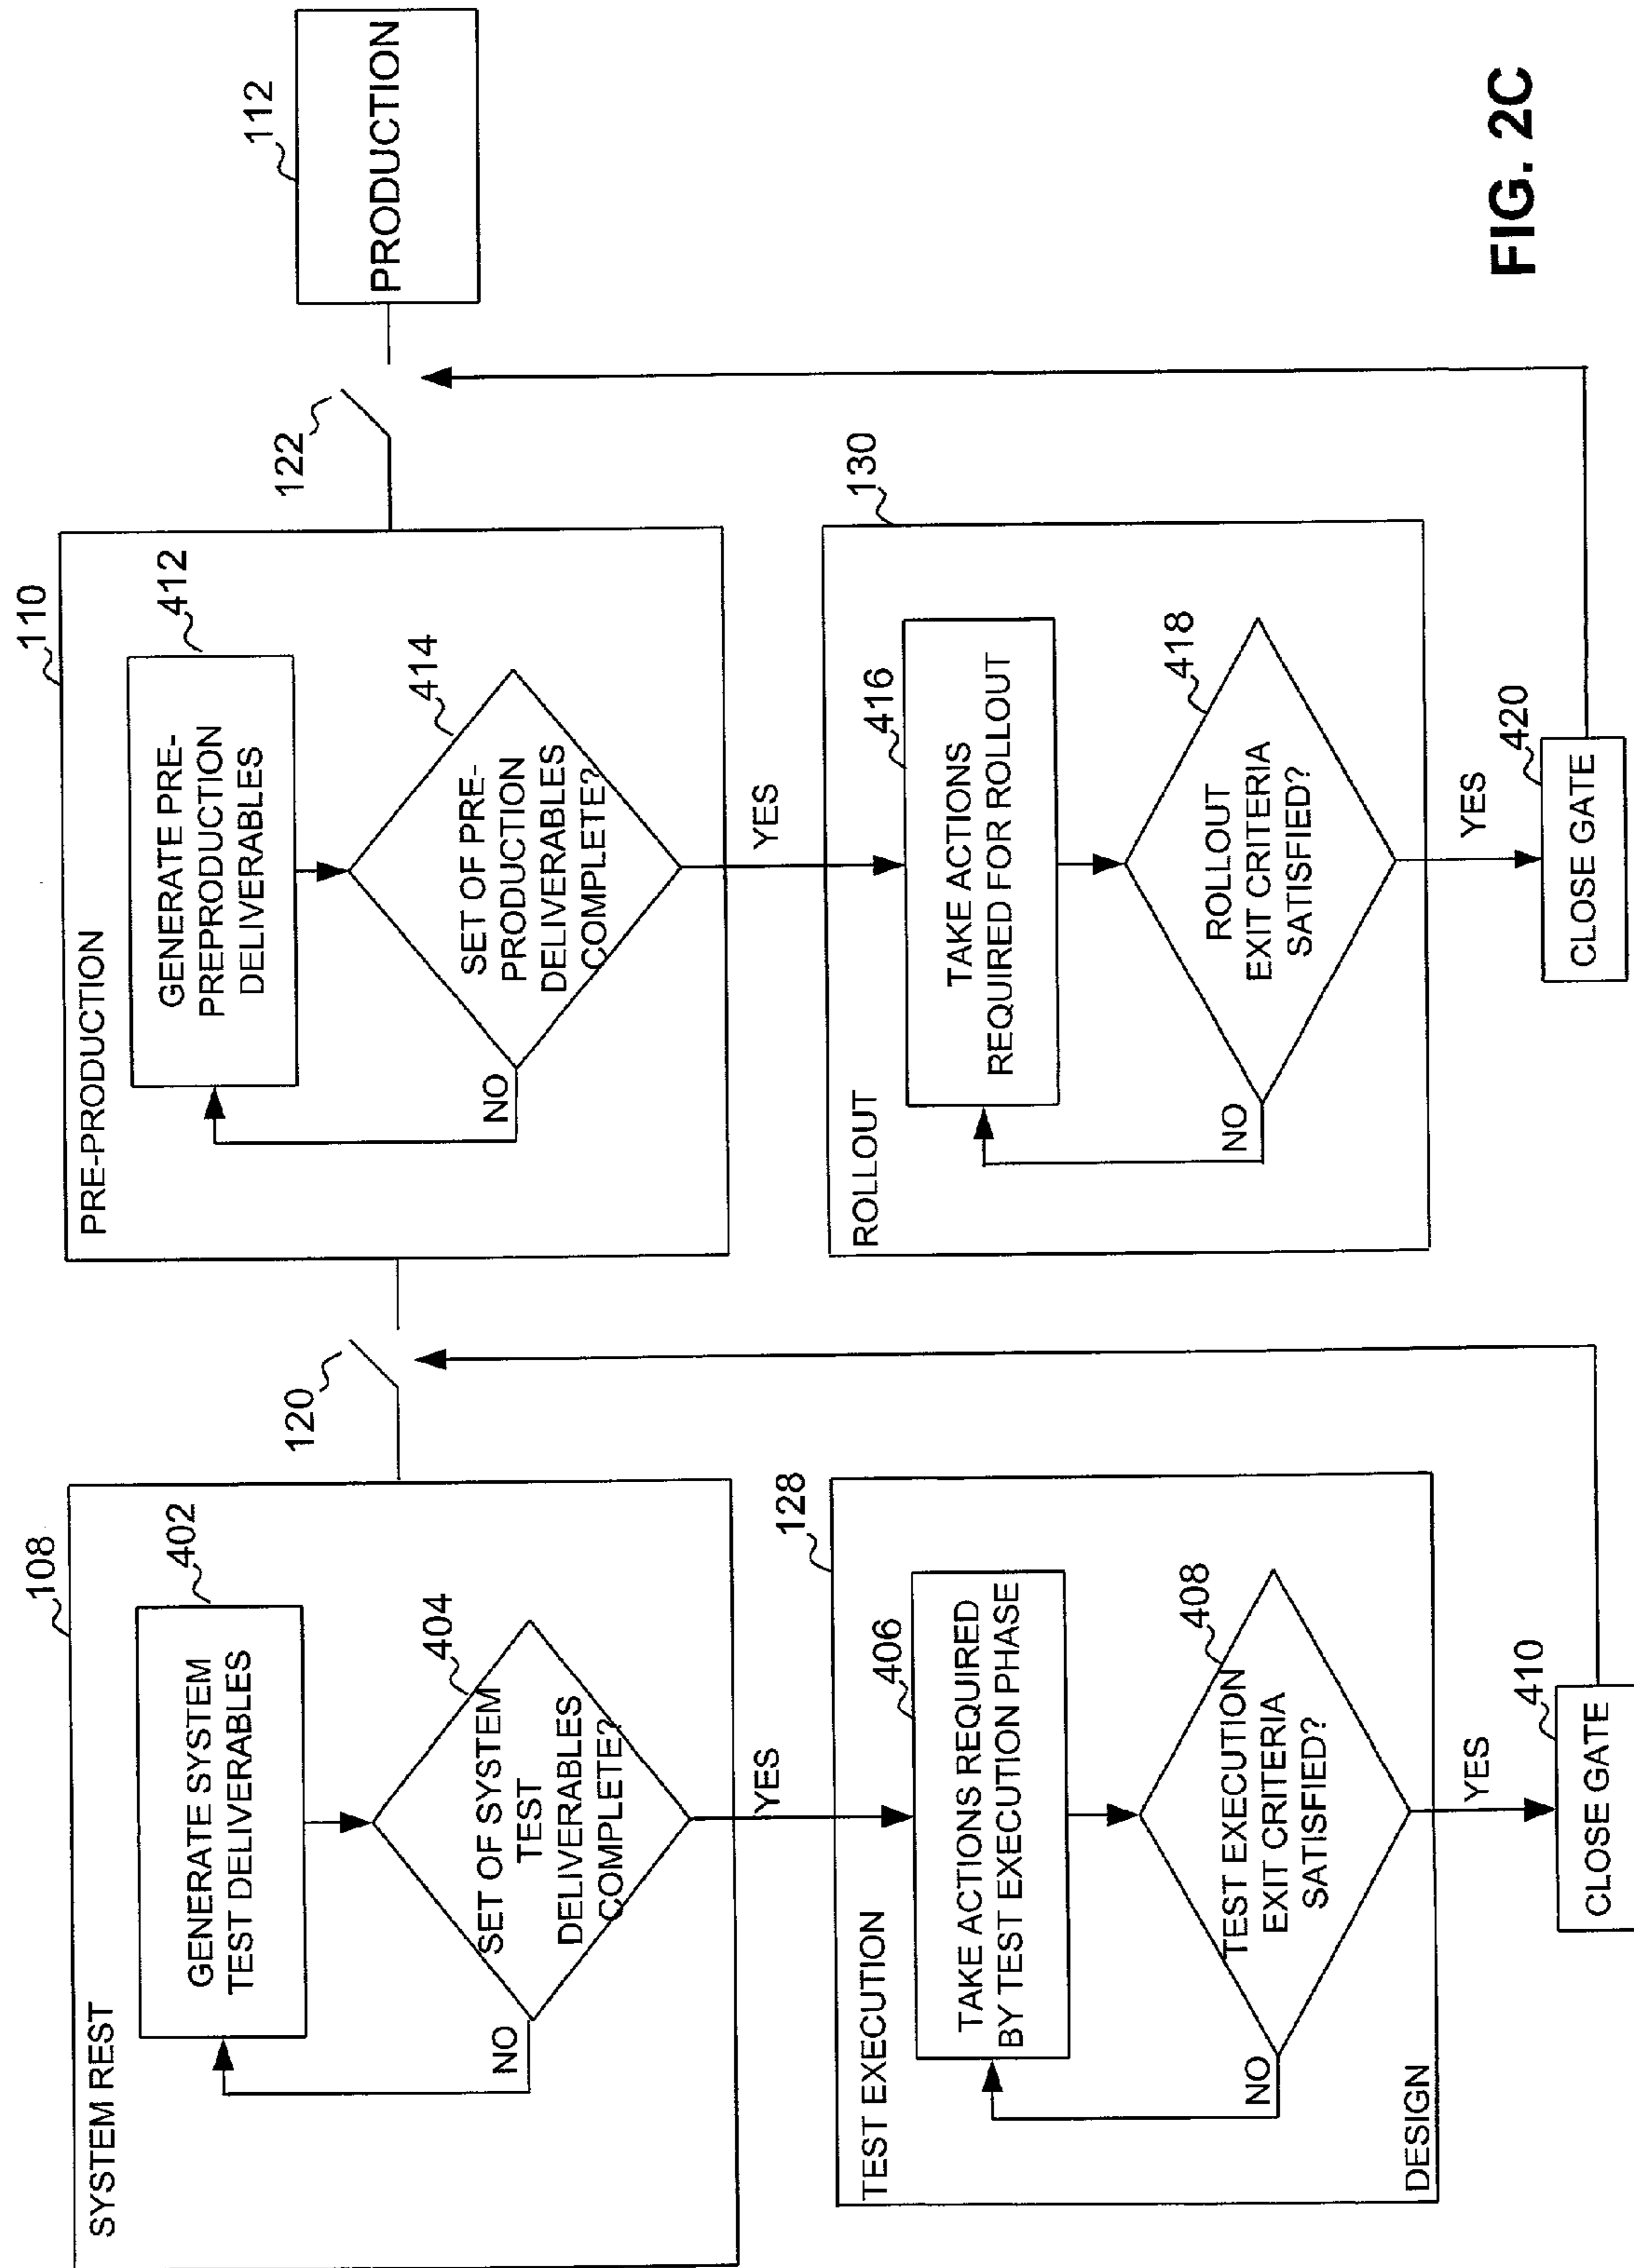 108
SYSTEM REST
402
GENERATE SYSTEM
TEST DELIVERABLES
404
SET OF SYSTEM
TEST
DELIVERABLES
COMPLETE?
NO
YES
128
TEST EXECUTION
406
TAKE ACTIONS REQUIRED
BY TEST EXECUTION PHASE
408
TEST EXECUTION
EXIT CRITERIA
SATISFIED?
NO
DESIGN
YES
410
CLOSE GATE
120
110
PRE-PRODUCTION
412
GENERATE PRE-
PREPRODUCTION
DELIVERABLES
414
SET OF PRE-
PRODUCTION
DELIVERABLES
COMPLETE?
NO
YES
130
ROLLOUT
416
TAKE ACTIONS
REQUIRED FOR ROLLOUT
418
ROLLOUT
EXIT CRITERIA
SATISFIED?
NO
YES
420
CLOSE GATE
122
112
PRODUCTION
FIG. 2C